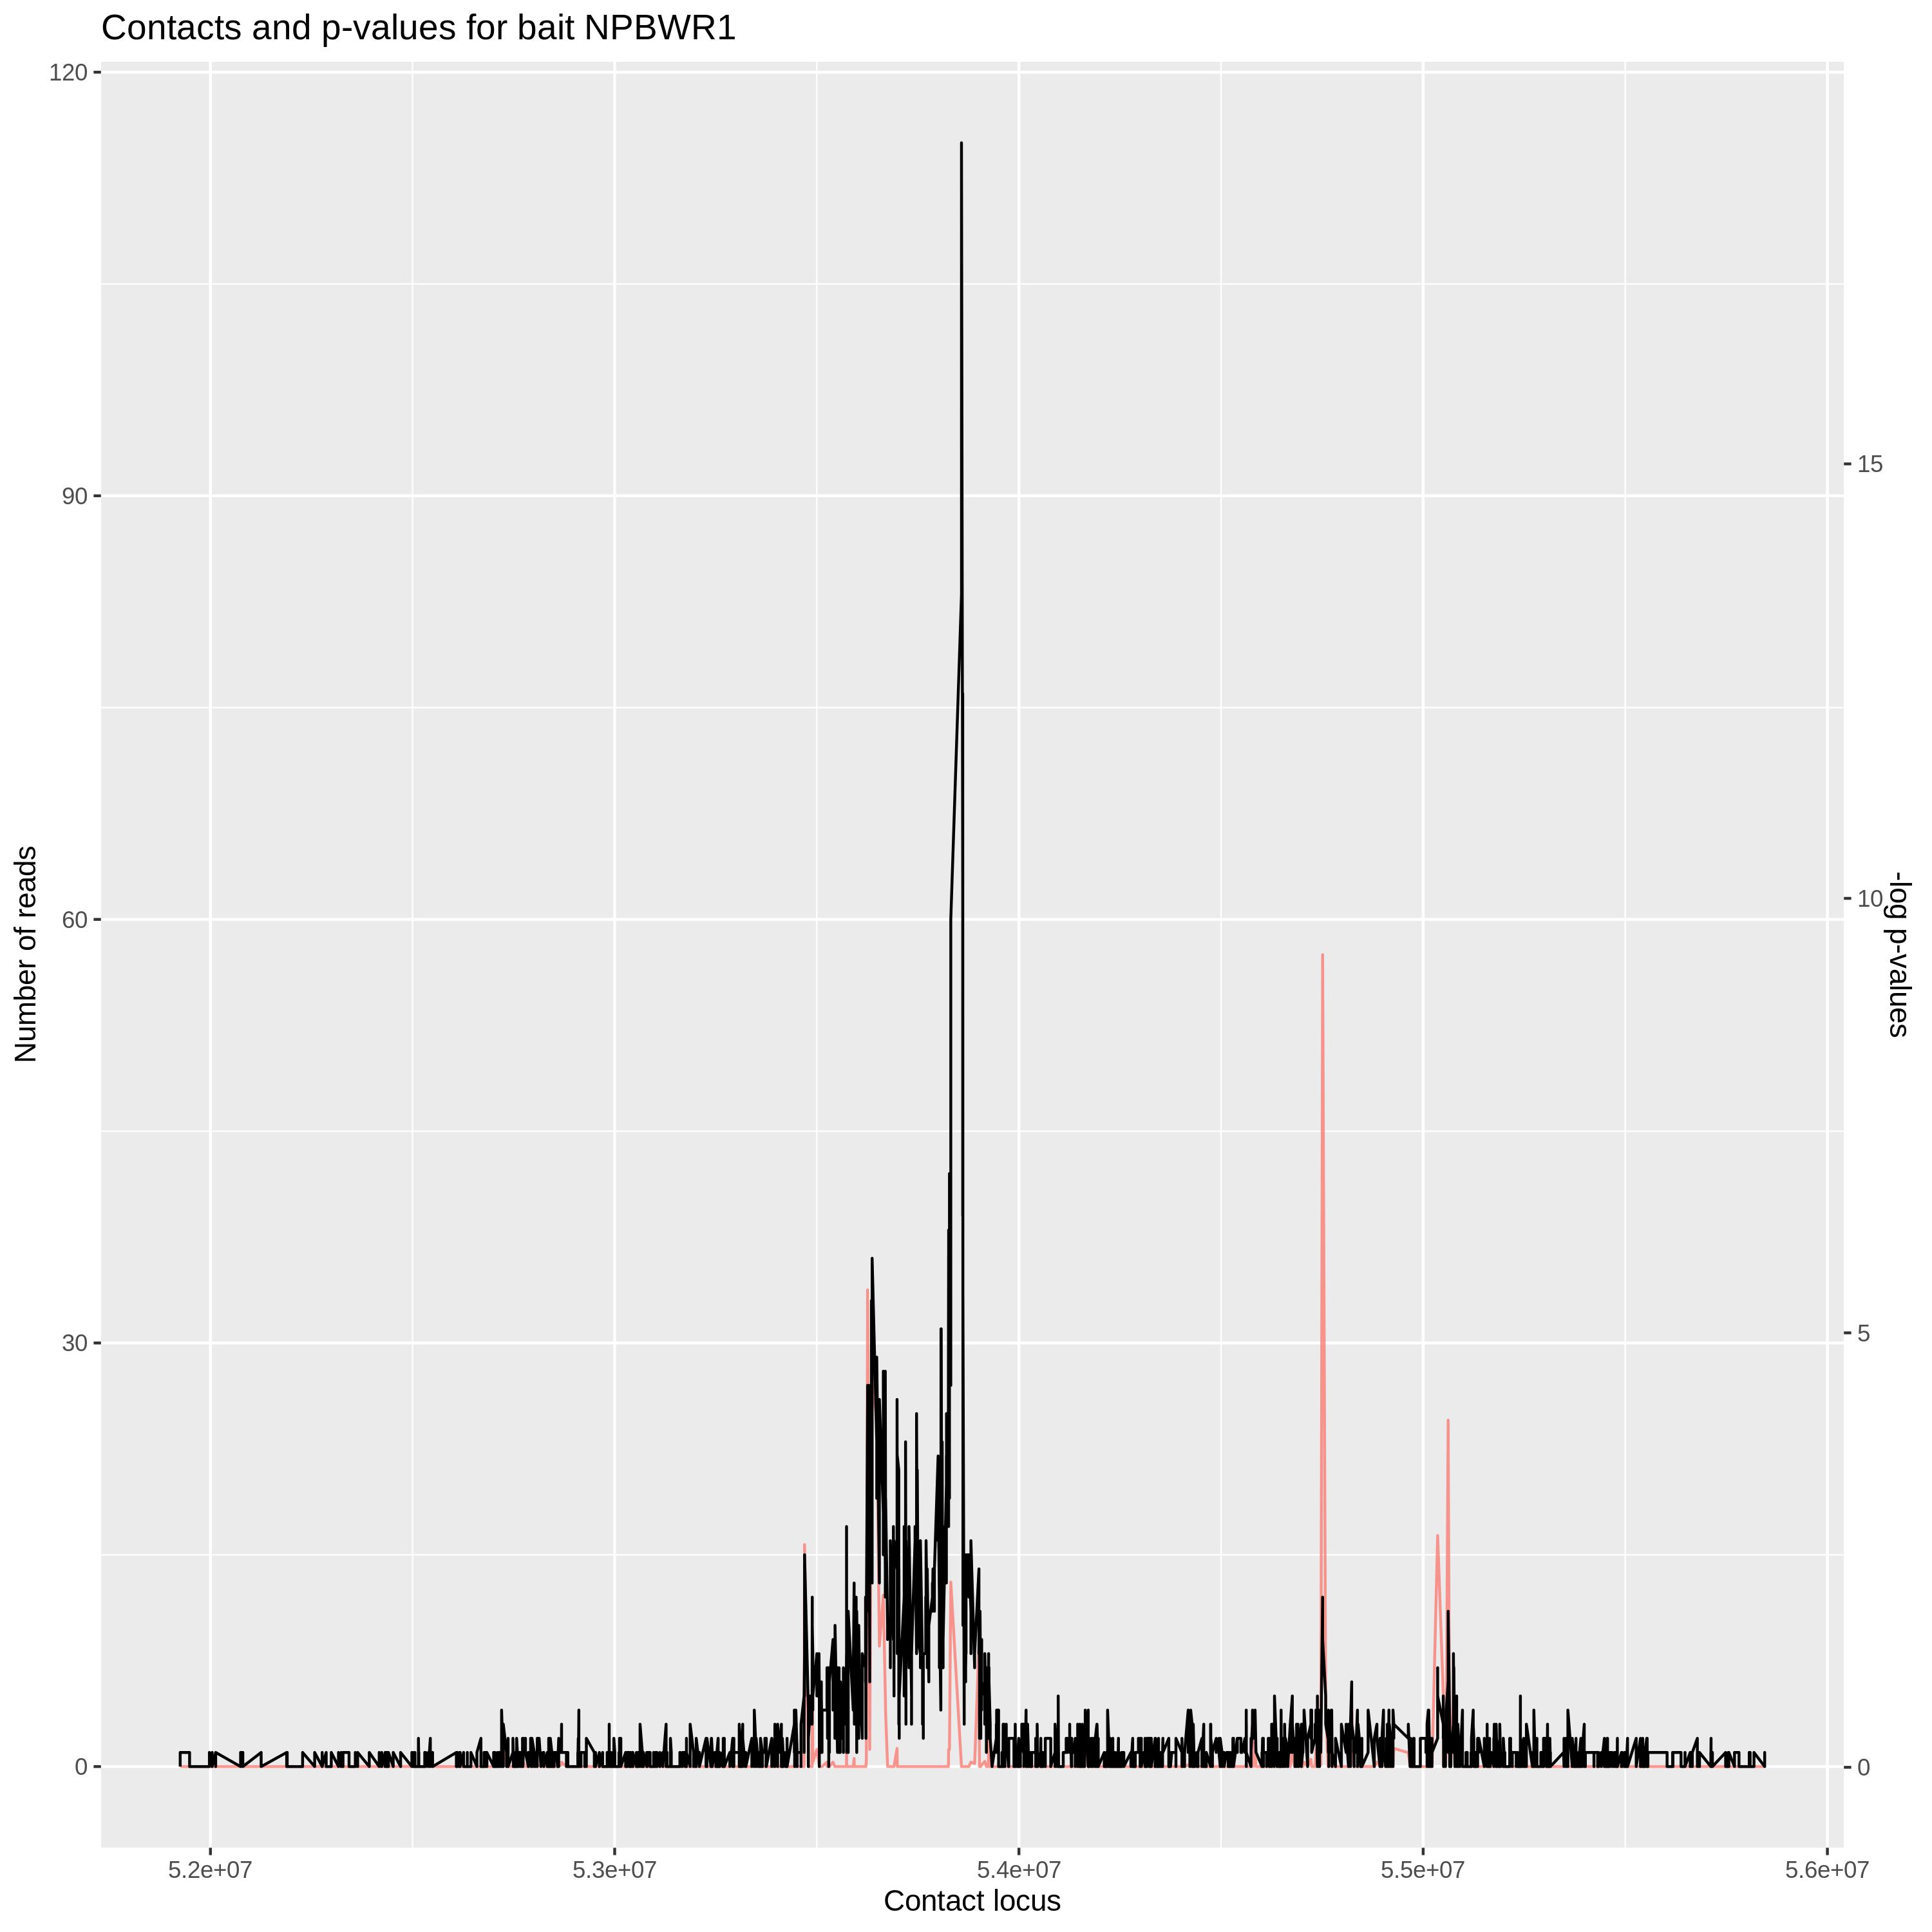 Contacts and p-values for bait NPBWR1
120
90
60
30
0
Number of reads
15
10
5
0
-log p-values
5.2e+07
5.3e+07
5.4e+07
5.5e+07
5.6e+07
Contact locus